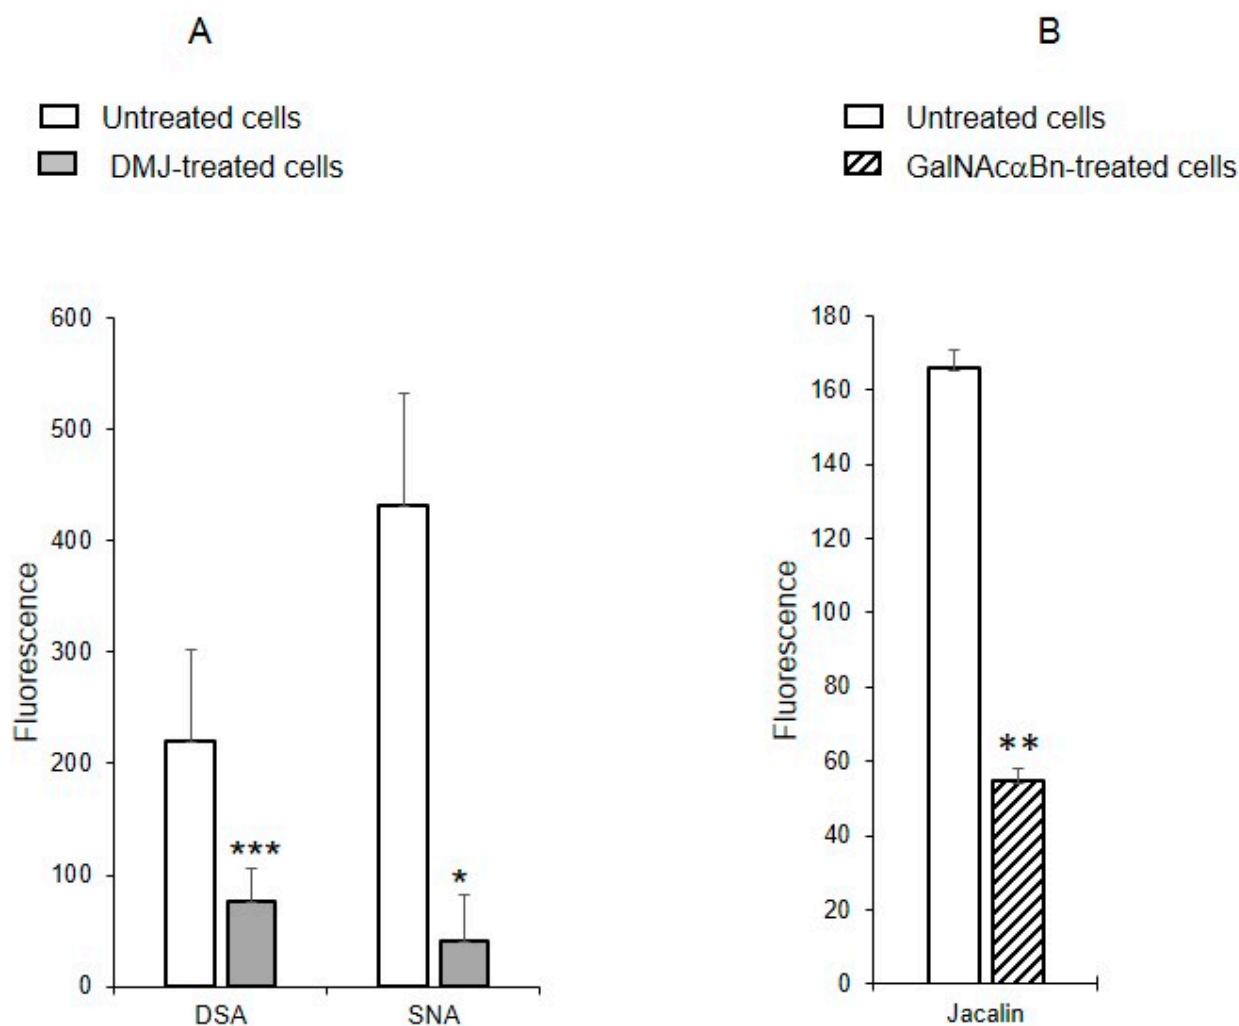 A
Untreated cells
DMJ-treated cells
Fluorescence
600
500
400
300
200
100
0
***
*
DSA
SNA
B
Untreated cells
GalNAcαBn-treated cells
Fluorescence
180
160
140
120
100
80
60
40
20
0
**
Jacalin